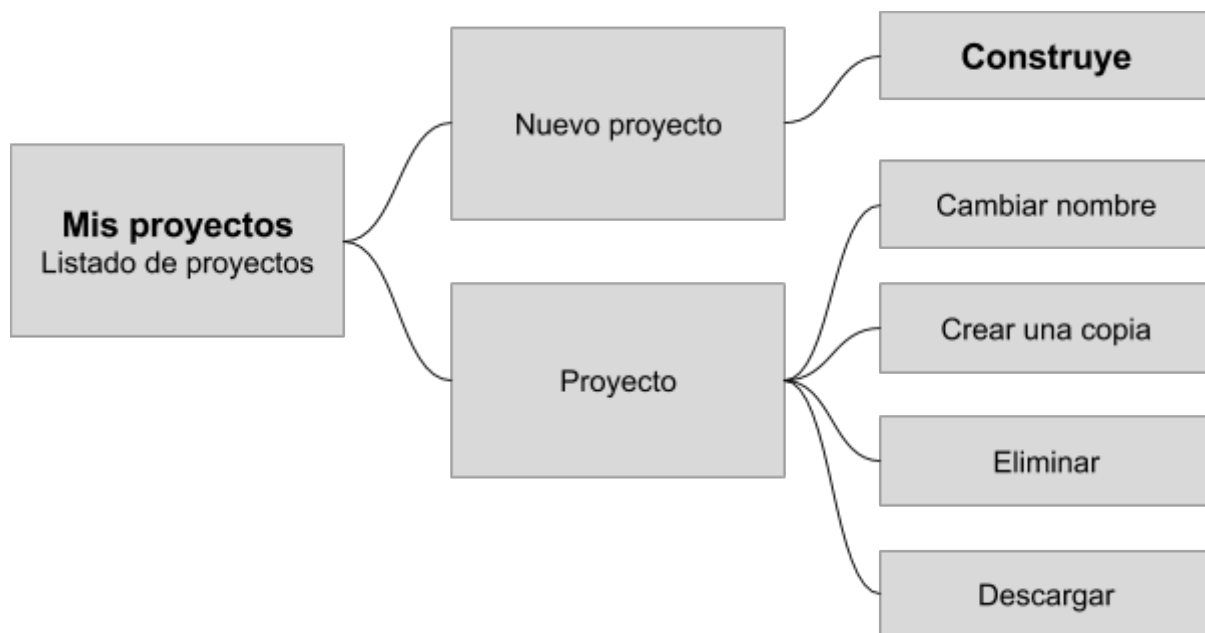 Mis proyectos
Listado de proyectos
Nuevo proyecto
Construye
Proyecto
Cambiar nombre
Crear una copia
Eliminar
Descargar